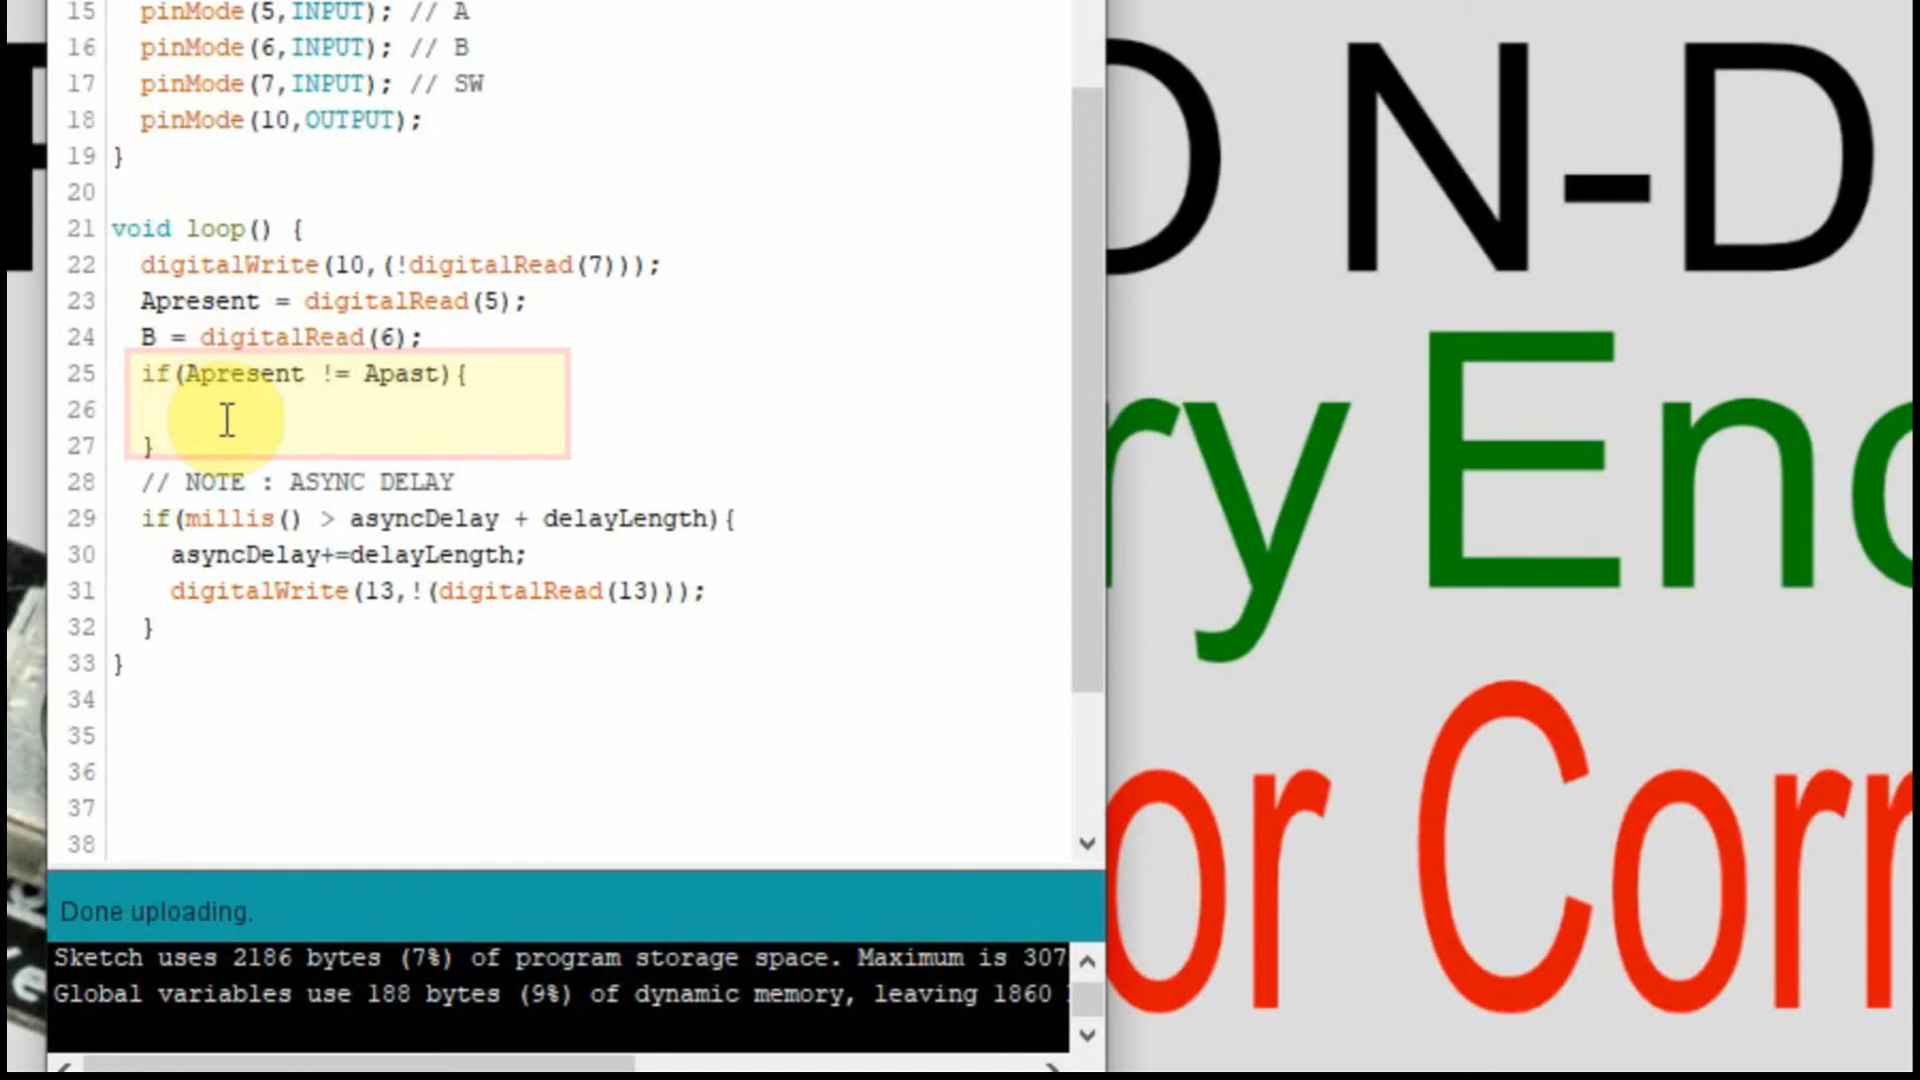 15 pinMode(5,INPUT); // A
16 pinMode(6,INPUT); // B
17 pinMode(7,INPUT); // SW
18 pinMode(10,OUTPUT);
19 }
20
21 void loop() {
22 digitalWrite(10,(!digitalRead(7)));
23 Apresent = digitalRead(5);
24 B = digitalRead(6);
25 if(Apresent != Apast){
26
27 }
28 // NOTE : ASYNC DELAY
29 if(millis() > asyncDelay + delayLength){
30 asyncDelay+=delayLength;
31 digitalWrite(13,!(digitalRead(13)));
32 }
33 }
34
35
36
37
38
Done uploading.
Sketch uses 2186 bytes (7%) of program storage space. Maximum is 307
Global variables use 188 bytes (9%) of dynamic memory, leaving 1860
O N-D
ry Enc
or Corr